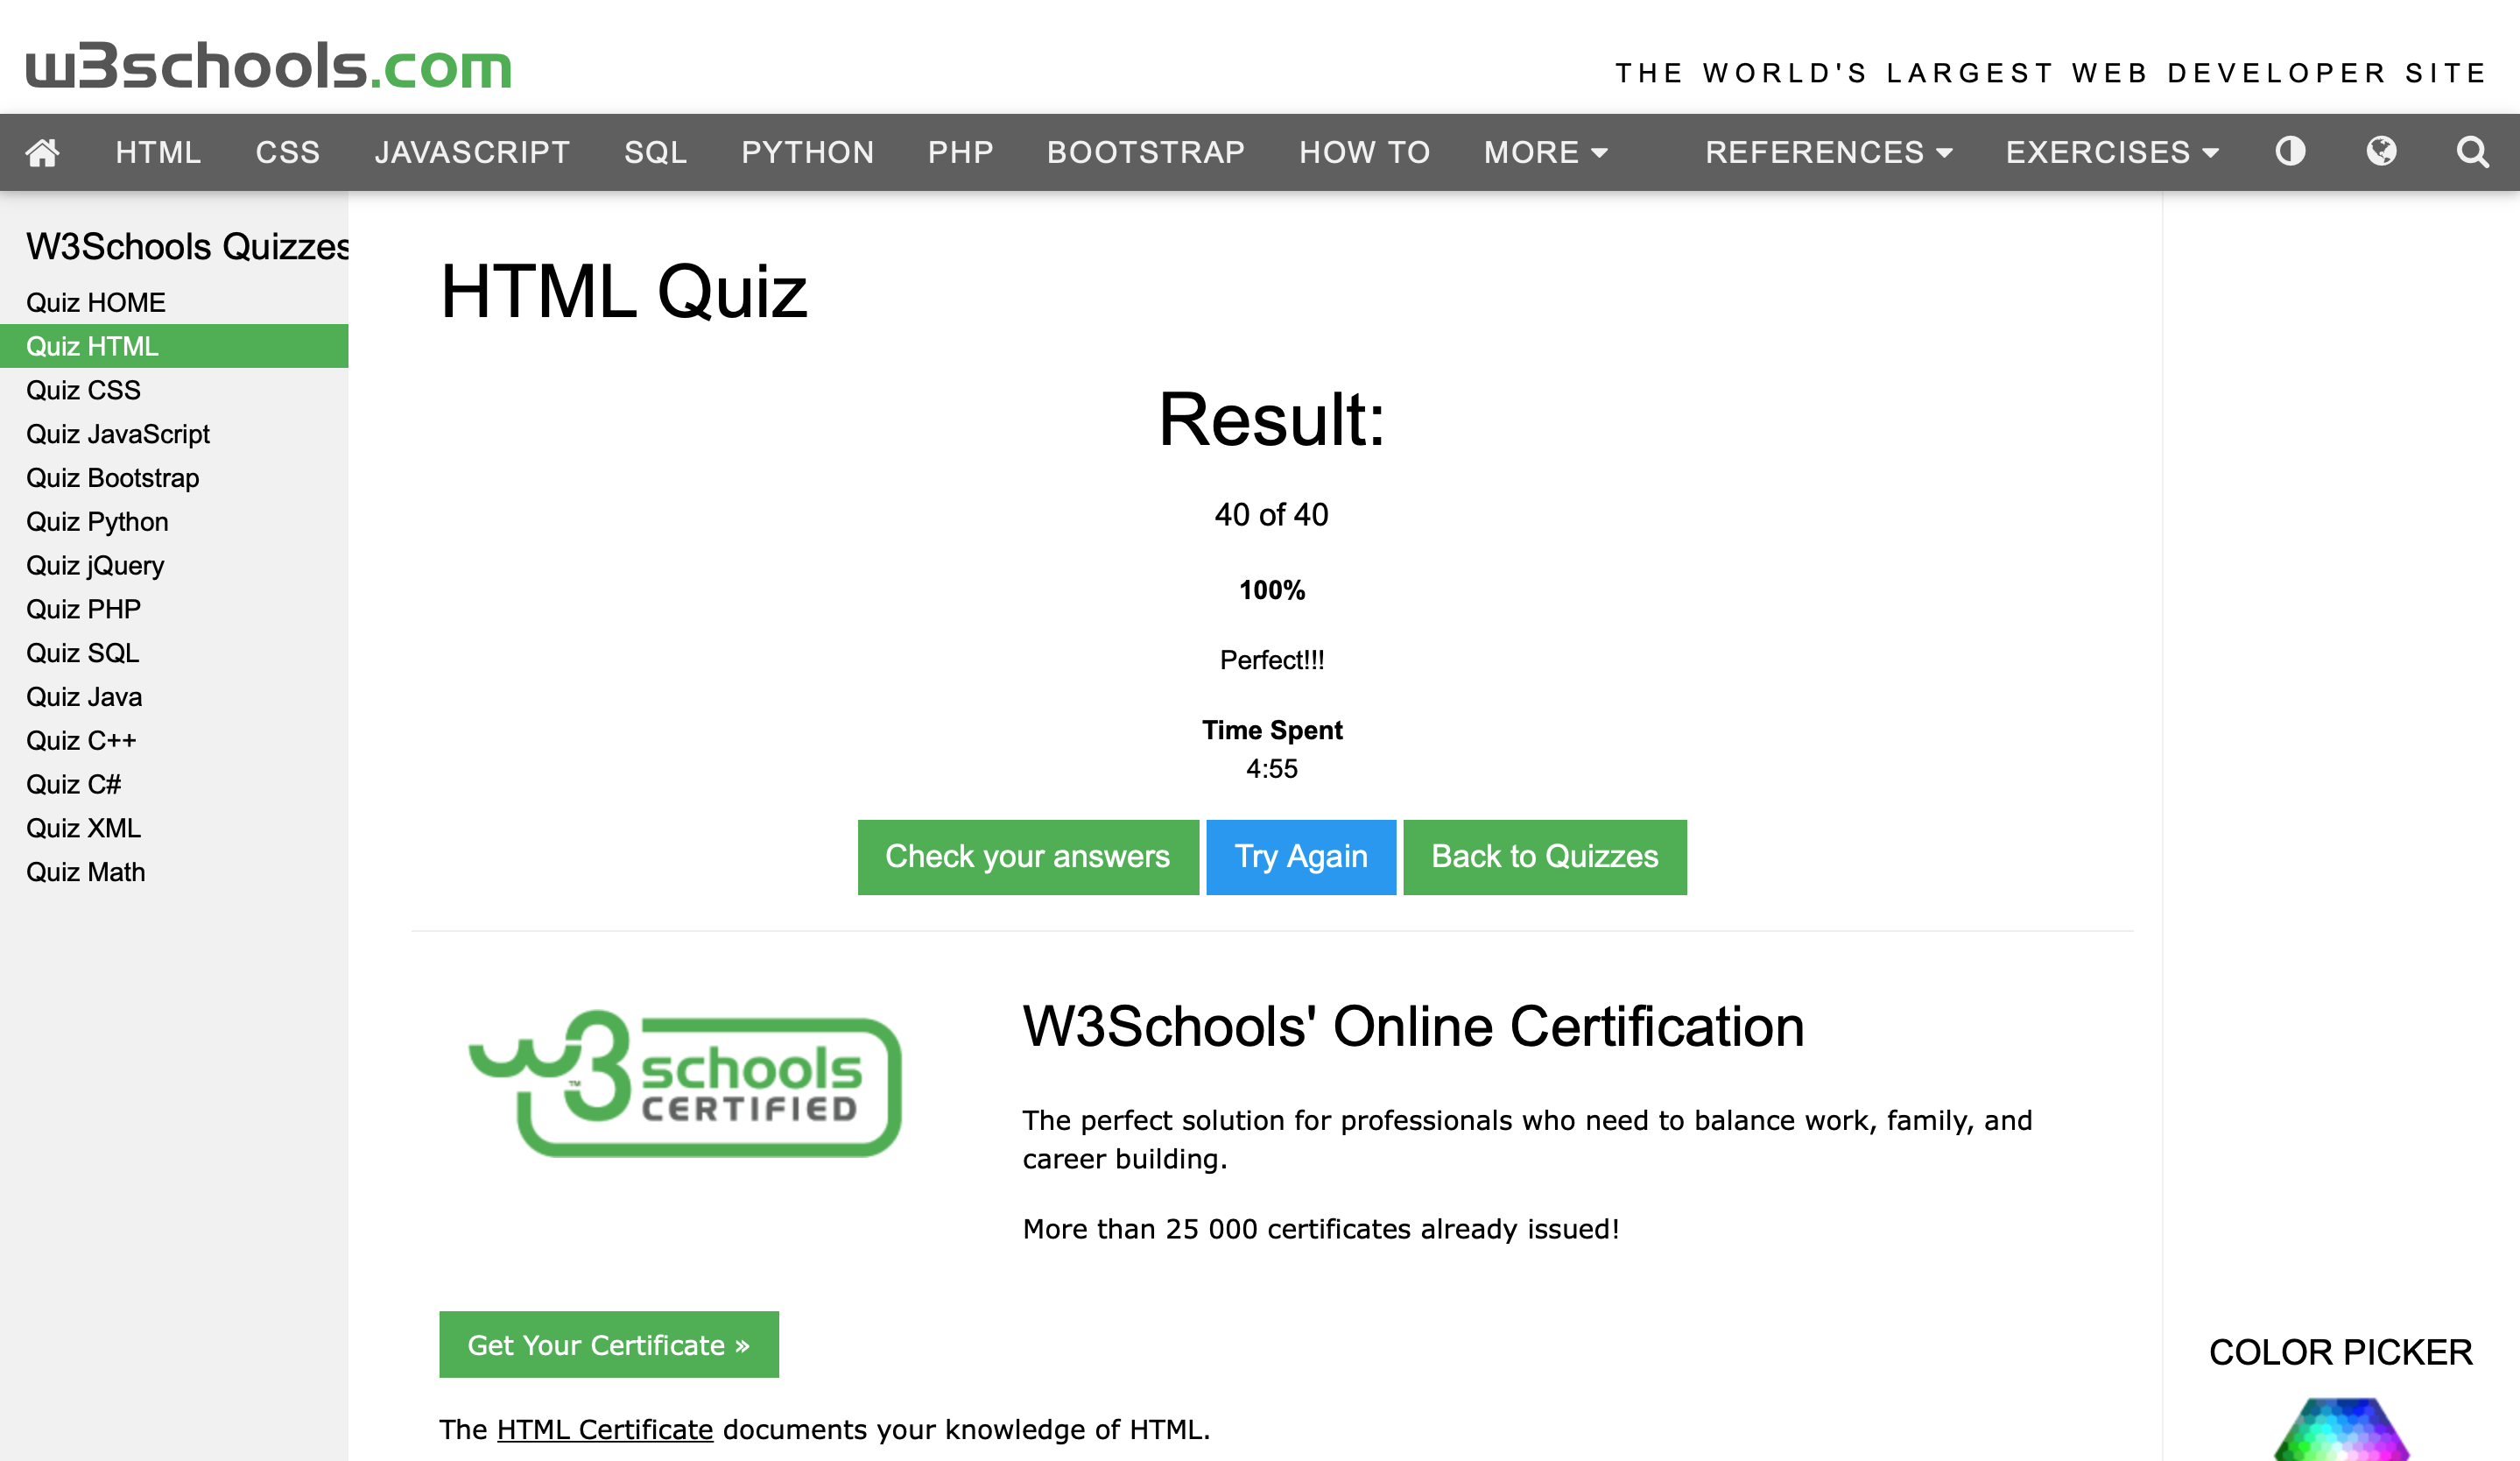 w3schools.com
THE WORLD'S LARGEST WEB DEVELOPER SITE
HTML CSS JAVASCRIPT SQL PYTHON PHP BOOTSTRAP HOW TO MORE REFERENCES EXERCISES
W3Schools Quizzes
Quiz HOME
Quiz HTML
Quiz CSS
Quiz JavaScript
Quiz Bootstrap
Quiz Python
Quiz jQuery
Quiz PHP
Quiz SQL
Quiz Java
Quiz C++
Quiz C#
Quiz XML
Quiz Math
HTML Quiz
Result:
40 of 40
100%
Perfect!!!
Time Spent
4:55
Check your answers Try Again Back to Quizzes
w3schools
™
CERTIFIED
W3Schools' Online Certification
The perfect solution for professionals who need to balance work, family, and
career building.
More than 25 000 certificates already issued!
Get Your Certificate »
The HTML Certificate documents your knowledge of HTML.
COLOR PICKER